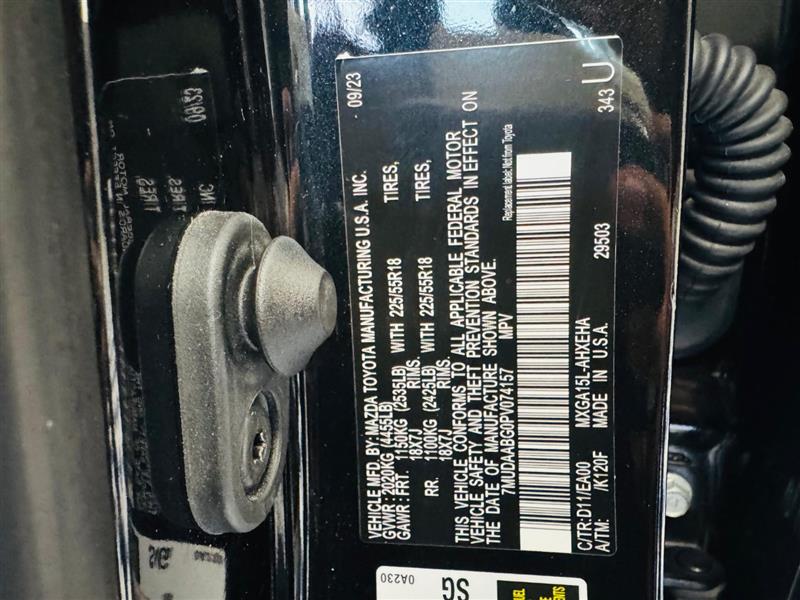 09/23
VEHICLE MFD. BY: MAZDA TOYOTA MANUFACTURING U.S.A. INC.
GVWR: 2020KG (4455LB)
GAWR: FRT. 1150KG (2535LB) WITH 225/55R18 TIRES,
18X7J RIMS.
RR. 1100KG (2425LB) WITH 225/55R18 TIRES,
18X7J RIMS.
THIS VEHICLE CONFORMS TO ALL APPLICABLE FEDERAL MOTOR
VEHICLE SAFETY AND THEFT PREVENTION STANDARDS IN EFFECT ON
THE DATE OF MANUFACTURE SHOWN ABOVE.
7MUDAABG0PV074157 MPV
Replacement label: Not from Toyota
C/TR: D11/EA00 MXGA15L-AHXEHA 29503 343 U
A/TM: /K120F MADE IN U.S.A.
0A230
SG